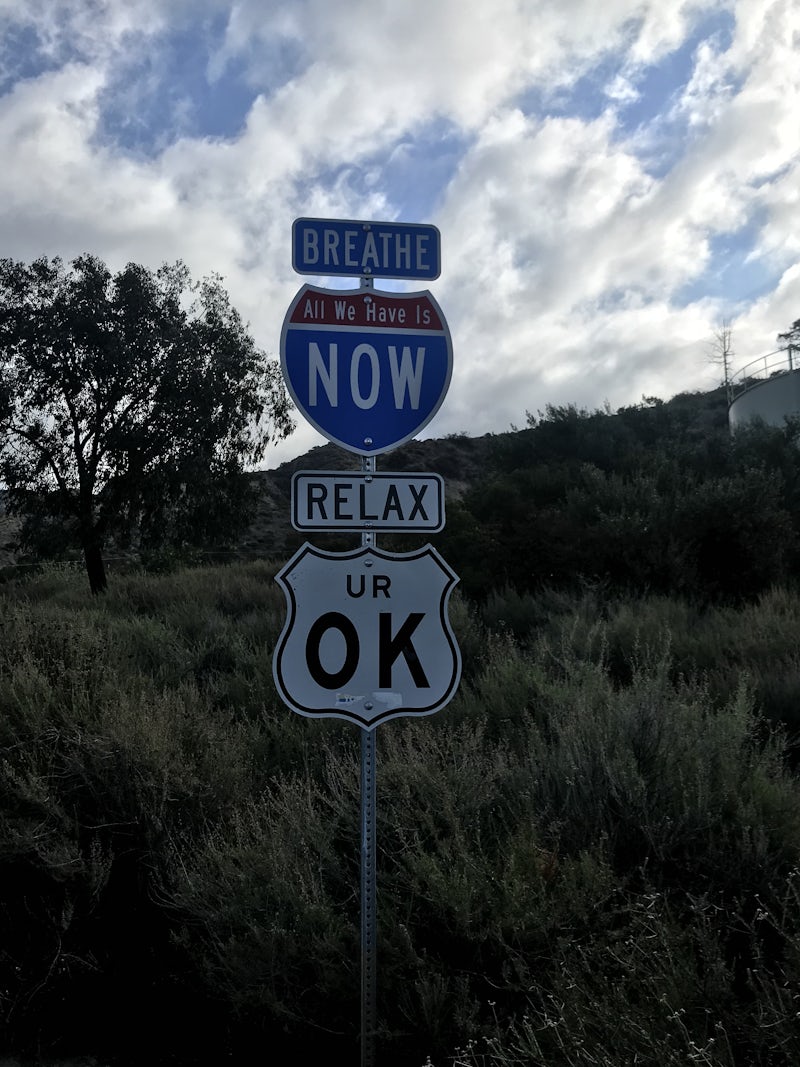 BREATHE
All We Have Is
NOW
RELAX
UR
OK